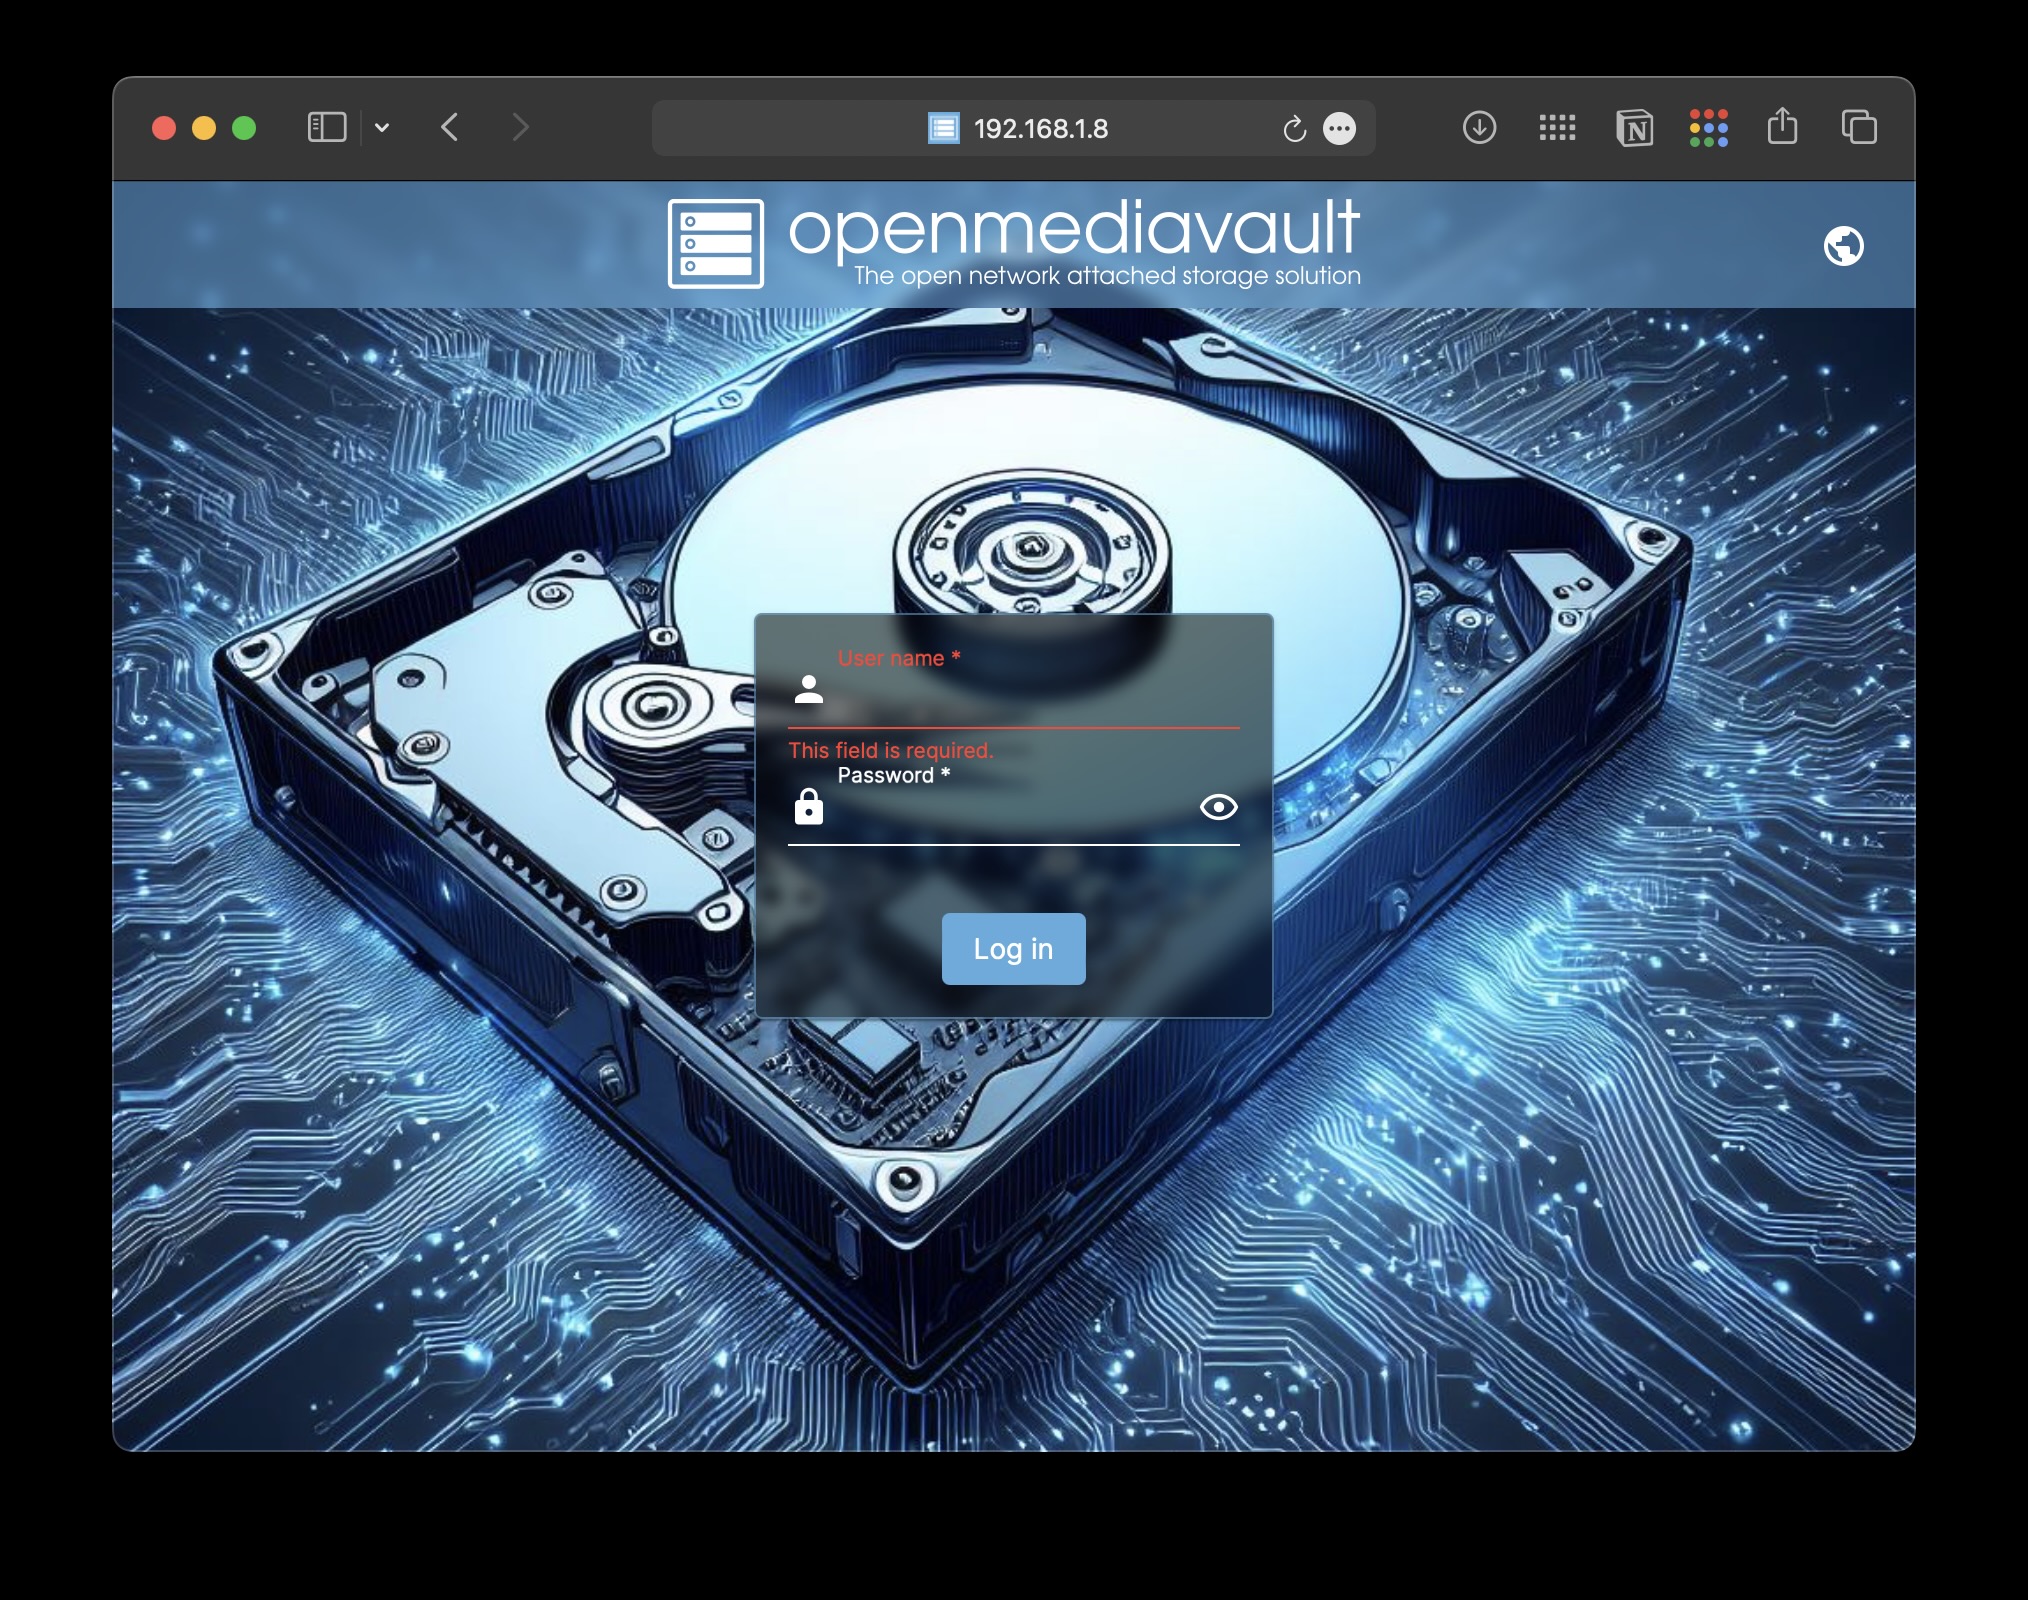 192.168.1.8
openmediavault
The open network attached storage solution
User name *
This field is required.
Password *
Log in